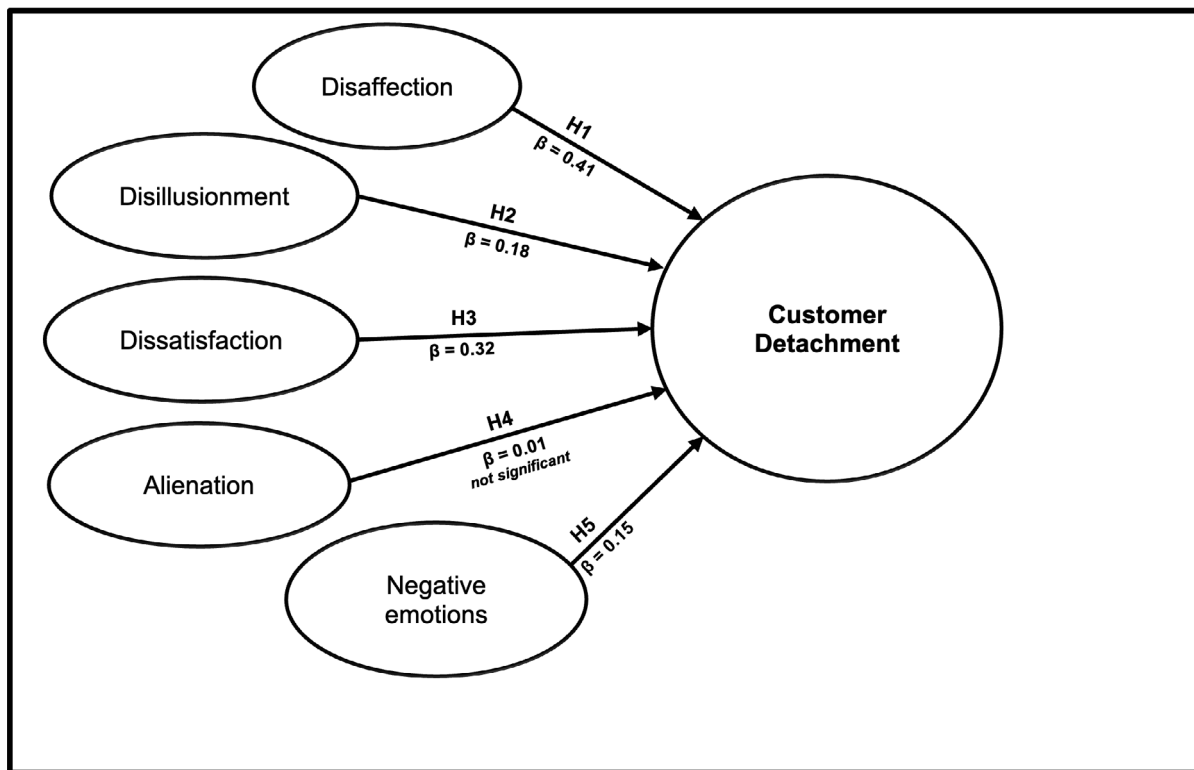 Disaffection
H1
β = 0.41
Disillusionment
H2
β = 0.18
Dissatisfaction
H3
β = 0.32
Customer
Detachment
Alienation
H4
β = 0.01
not significant
Negative
emotions
H5
β = 0.15